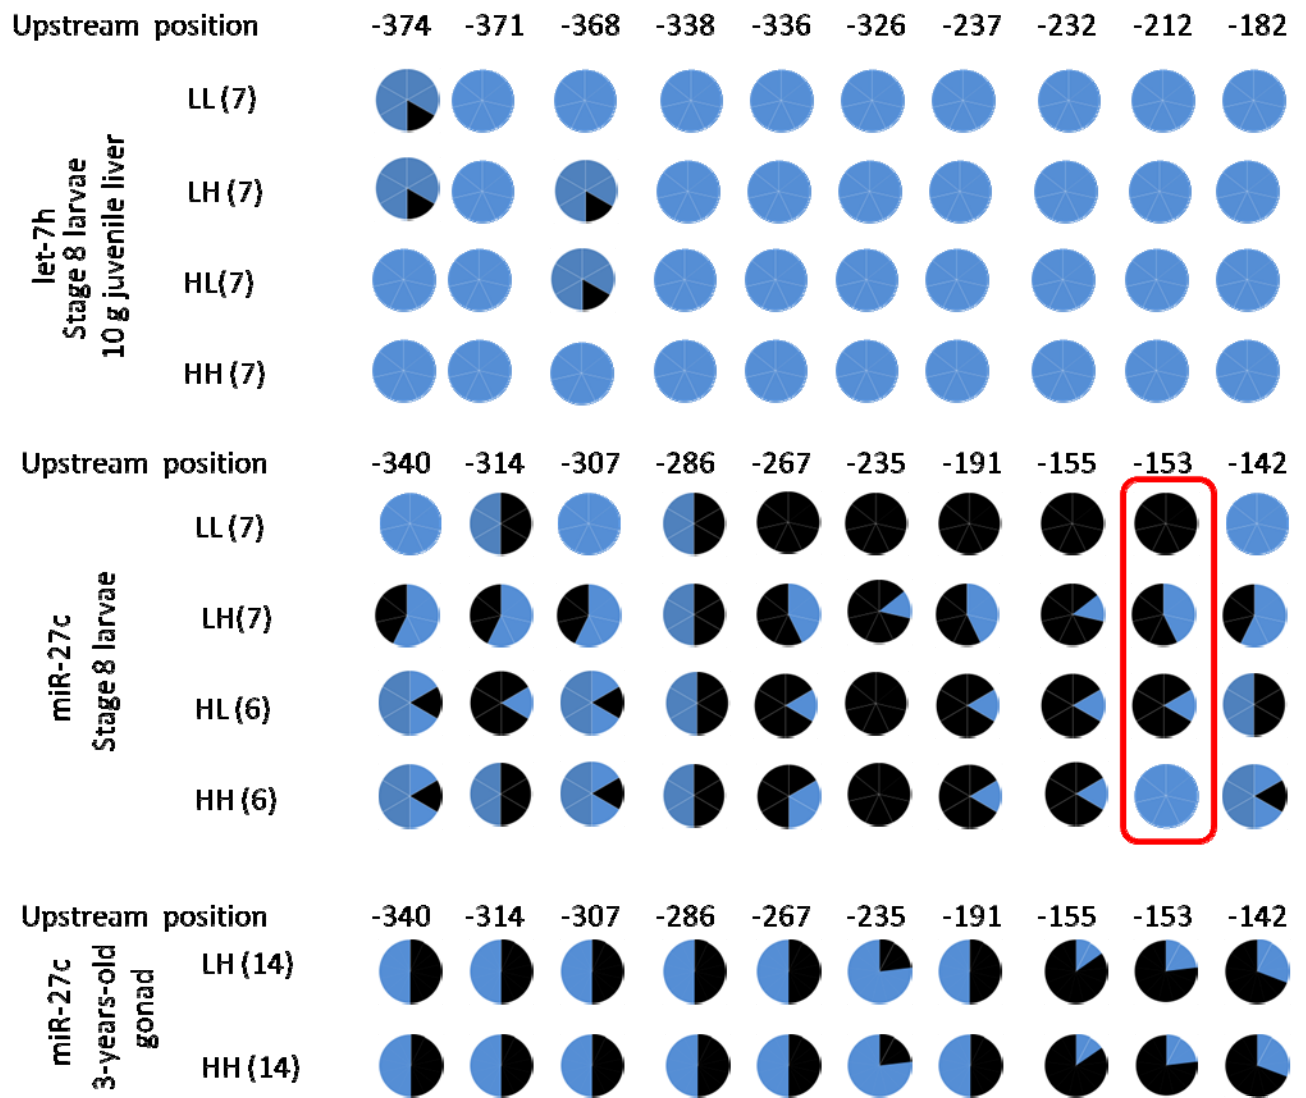 Upstream position -374 -371 -368 -338 -336 -326 -237 -232 -212 -182
let-7h
Stage 8 larvae
10 g juvenile liver
LL (7)
LH (7)
HL(7)
HH (7)
Upstream position -340 -314 -307 -286 -267 -235 -191 -155 -153 -142
miR-27c
Stage 8 larvae
LL (7)
LH(7)
HL (6)
HH (6)
Upstream position -340 -314 -307 -286 -267 -235 -191 -155 -153 -142
miR-27c
3-years-old
gonad
LH (14)
HH (14)